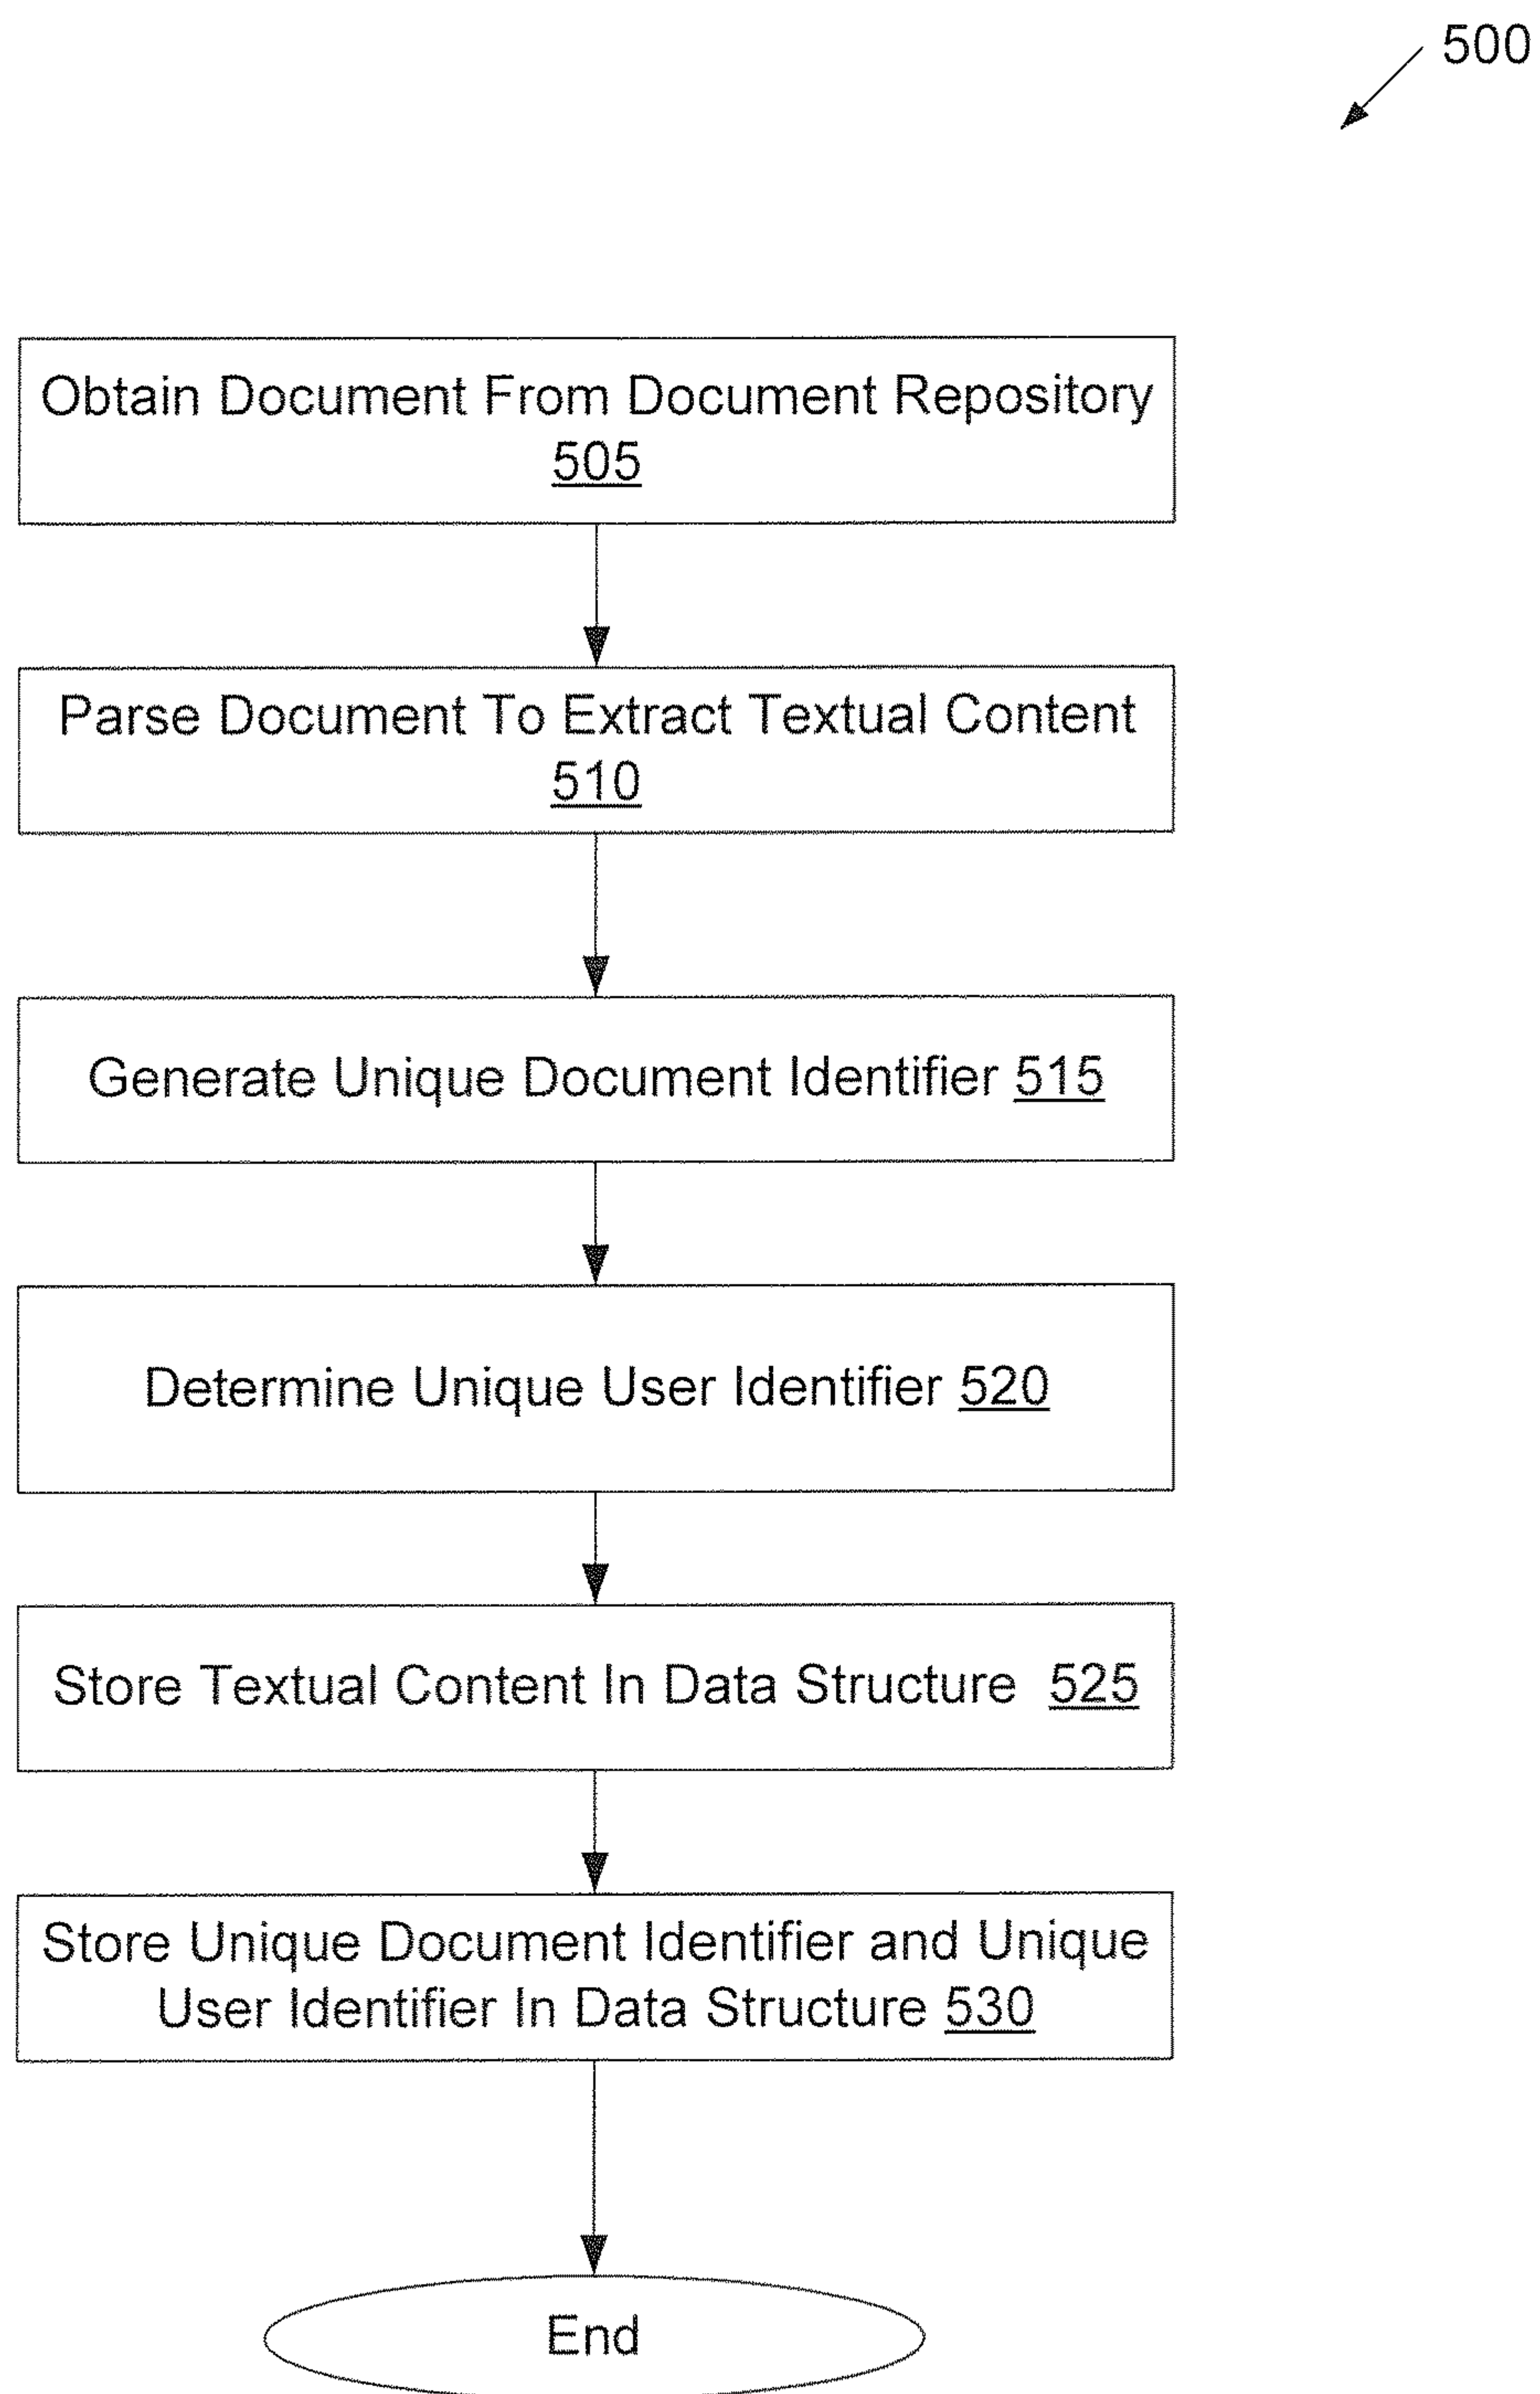 500
Obtain Document From Document Repository
505
Parse Document To Extract Textual Content
510
Generate Unique Document Identifier 515
Determine Unique User Identifier 520
Store Textual Content In Data Structure 525
Store Unique Document Identifier and Unique
User Identifier In Data Structure 530
End